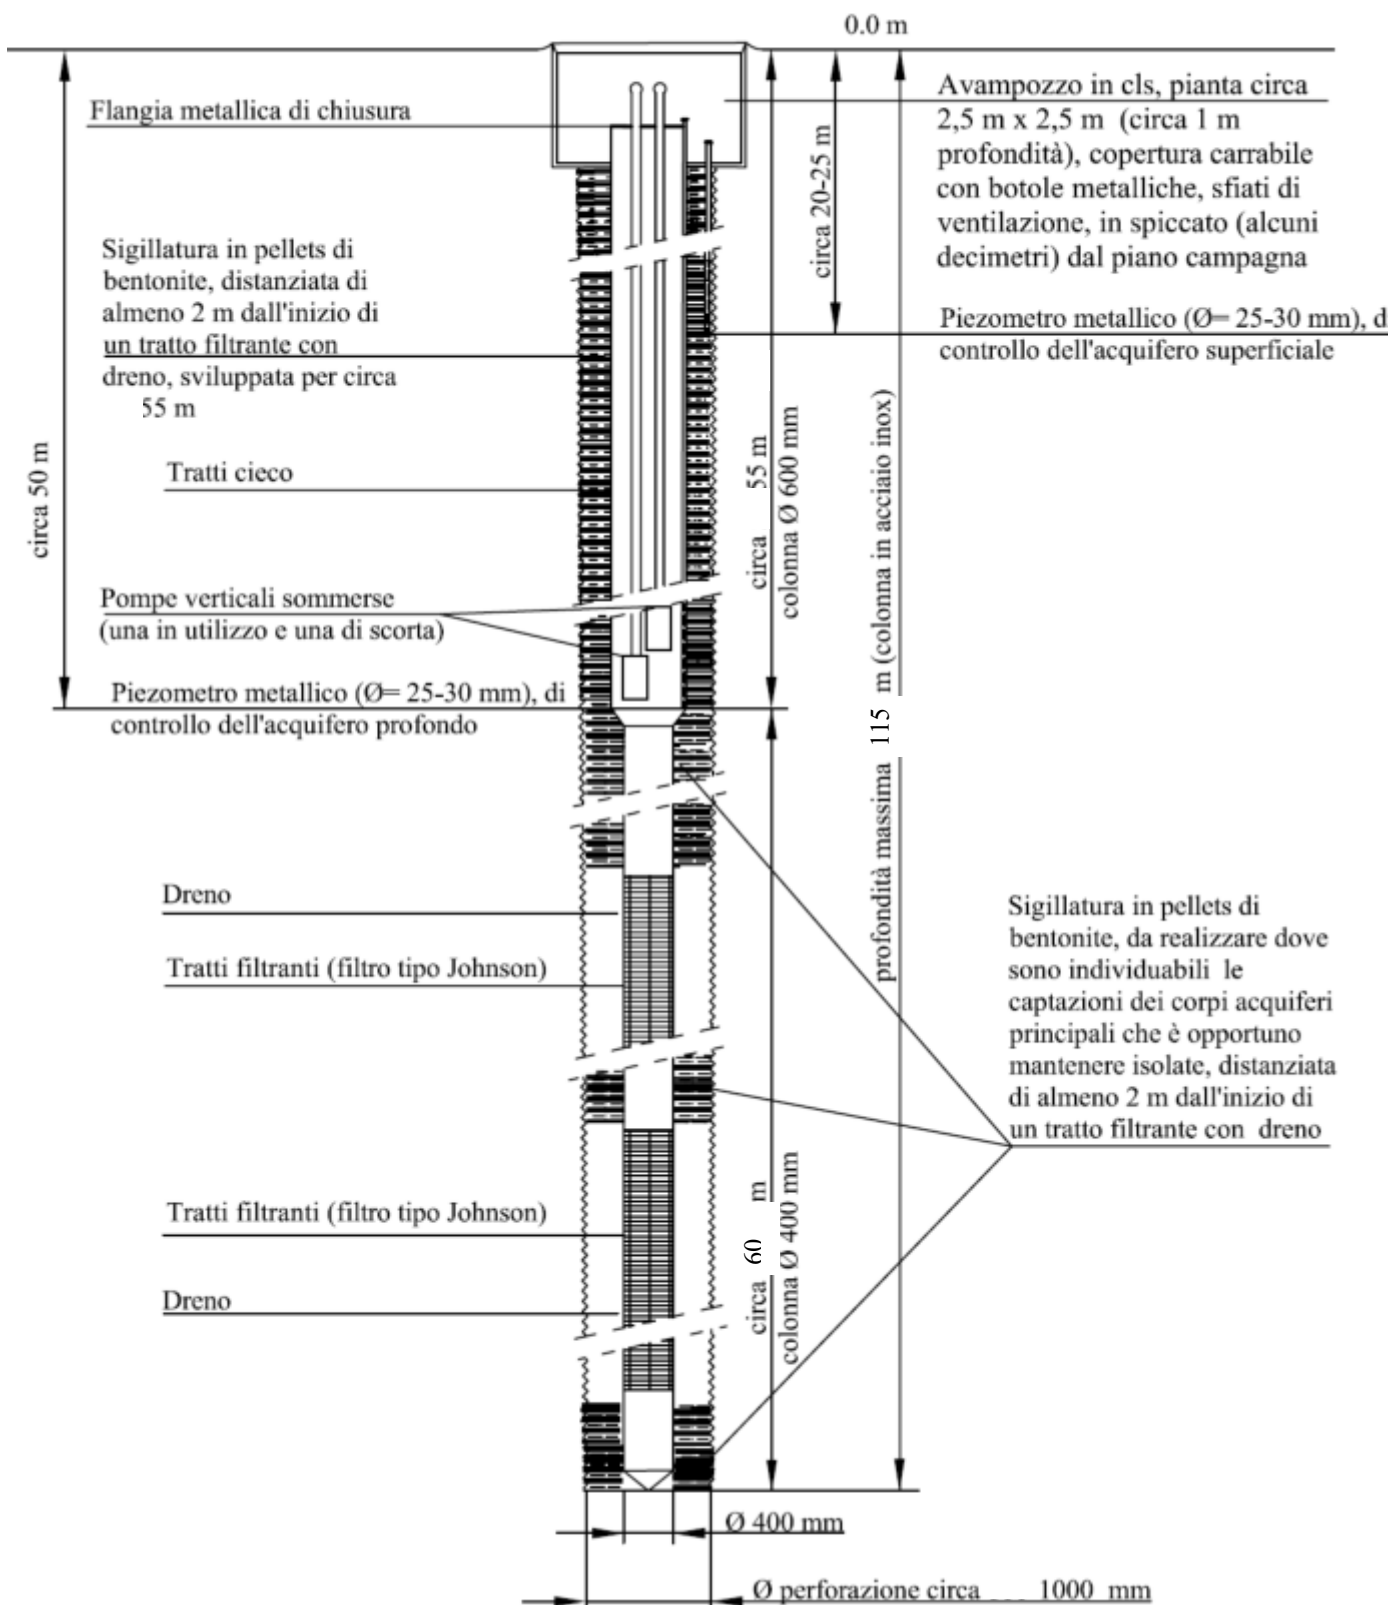 0.0 m
Flangia metallica di chiusura
Avampozzo in cls, pianta circa
2,5 m x 2,5 m (circa 1 m
profondità), copertura carrabile
con botole metalliche, sfiati di
ventilazione, in spiccato (alcuni
decimetri) dal piano campagna
circa 20-25 m
Sigillatura in pellets di
bentonite, distanziata di
almeno 2 m dall'inizio di
un tratto filtrante con
dreno, sviluppata per circa
55 m
Piezometro metallico (Ø= 25-30 mm), d
controllo dell'acquifero superficiale
circa 50 m
Tratti cieco
circa 55 m
colonna Ø 600 mm
profondità massima 115 m (colonna in acciaio inox)
Pompe verticali sommerse
(una in utilizzo e una di scorta)
Piezometro metallico (Ø= 25-30 mm), di
controllo dell'acquifero profondo
Dreno
Tratti filtranti (filtro tipo Johnson)
Sigillatura in pellets di
bentonite, da realizzare dove
sono individuabili le
captazioni dei corpi acquiferi
principali che è opportuno
mantenere isolate, distanziata
di almeno 2 m dall'inizio di
un tratto filtrante con dreno
Tratti filtranti (filtro tipo Johnson)
circa 60 m
colonna Ø 400 mm
Dreno
Ø 400 mm
Ø perforazione circa 1000 mm